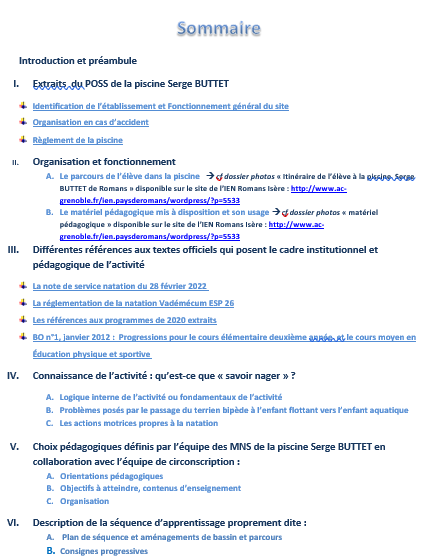 Sommaire
Introduction et préambule
I. Extraits du POSS de la piscine Serge BUTTET
Identification de l'établissement et Fonctionnement général du site
Organisation en cas d'accident
Règlement de la piscine
II. Organisation et fonctionnement
A. Le parcours de l'élève dans la piscine → cf dossier photos « Itinéraire de l'élève à la piscine Serge
BUTTET de Romans » disponible sur le site de l'IEN Romans Isère : http://www.ac-
grenoble.fr/ien.paysderomans/wordpress/?p=5533
B. Le matériel pédagogique mis à disposition et son usage → cf dossier photos « matériel
pédagogique » disponible sur le site de l'IEN Romans Isère : http://www.ac-
grenoble.fr/ien.paysderomans/wordpress/?p=5533
III. Différentes références aux textes officiels qui posent le cadre institutionnel et
pédagogique de l'activité
La note de service natation du 28 février 2022
La réglementation de la natation Vadémécum ESP 26
Les références aux programmes de 2020 extraits
BO n°1, janvier 2012 : Progressions pour le cours élémentaire deuxième année et le cours moyen en
Éducation physique et sportive
IV. Connaissance de l'activité : qu'est-ce que « savoir nager » ?
A. Logique interne de l'activité ou fondamentaux de l'activité
B. Problèmes posés par le passage du terrien bipède à l'enfant flottant vers l'enfant aquatique
C. Les actions motrices propres à la natation
V. Choix pédagogiques définis par l'équipe des MNS de la piscine Serge BUTTET en
collaboration avec l'équipe de circonscription :
A. Orientations pédagogiques
B. Objectifs à atteindre, contenus d'enseignement
C. Organisation
VI. Description de la séquence d'apprentissage proprement dite :
A. Plan de séquence et aménagements de bassin et parcours
B. Consignes progressives